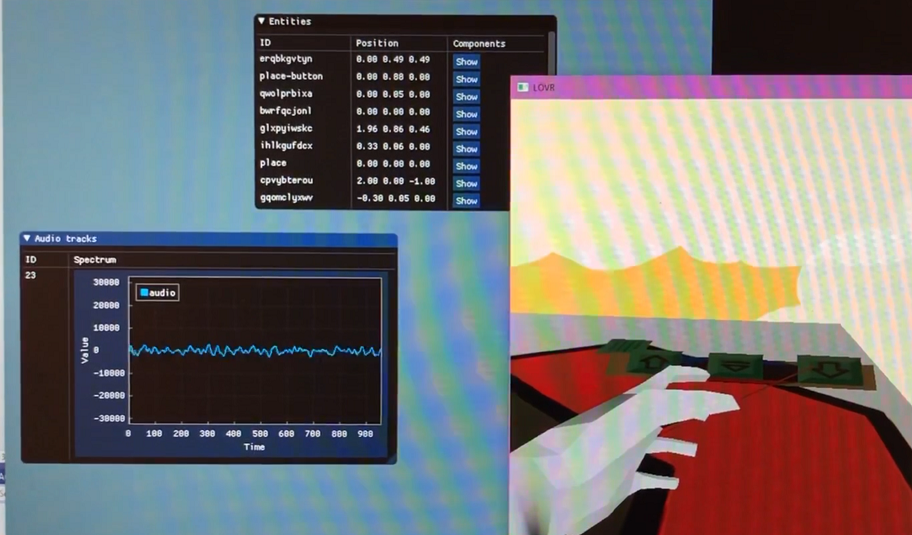 Entities
ID Position Components
erqbkgvtyn 0.00 0.49 0.49 Show
place-button 0.00 0.88 0.00 Show
qwolprbixa 0.00 0.05 0.00 Show
bwrfqcjonl 0.00 0.00 0.00 Show
glxpyiwskc 1.96 0.86 0.46 Show
ihlkgufdcx 0.33 0.06 0.00 Show
place 0.00 0.00 0.00 Show
cpvybterou 2.00 0.00 -1.00 Show
gqomclyxwv -0.30 0.05 0.00 Show
LOVR
Audio tracks
ID Spectrum
23
audio
Value
30000
20000
10000
0
-10000
-20000
-30000
0 100 200 300 400 500 600 700 800 900
Time